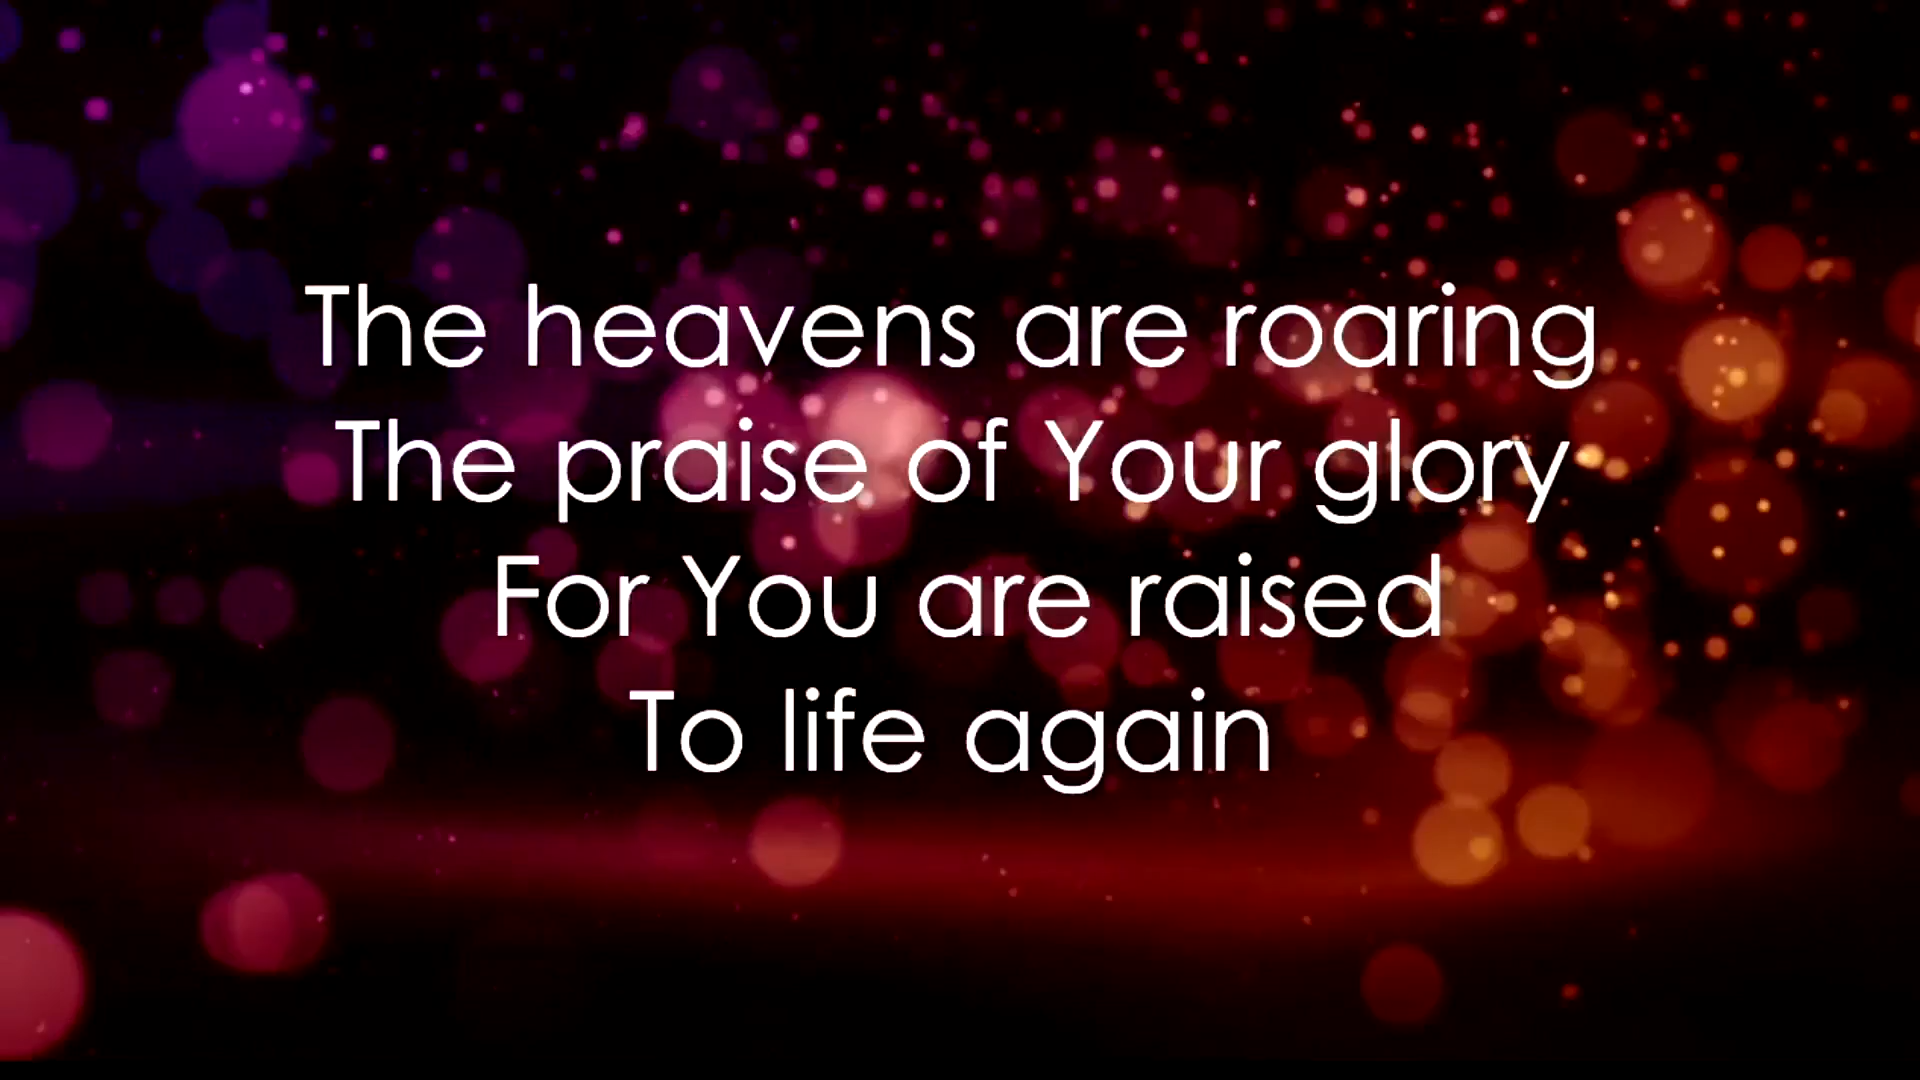 The heavens are roaring
The praise of Your glory
For You are raised
To life again